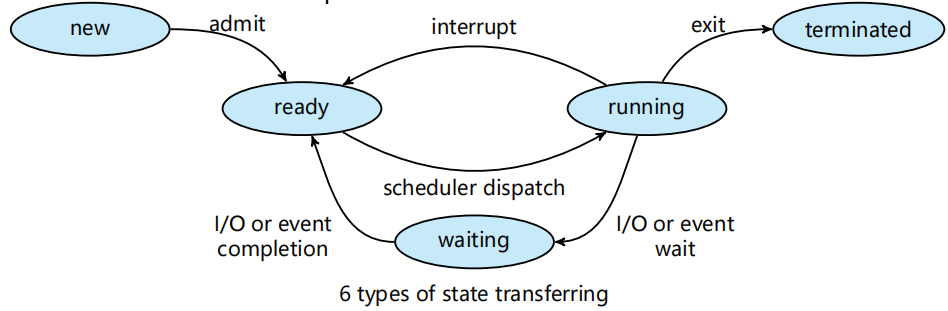 new
admit
interrupt
exit
terminated
ready
running
scheduler dispatch
I/O or event
completion
waiting
I/O or event
wait
6 types of state transferring